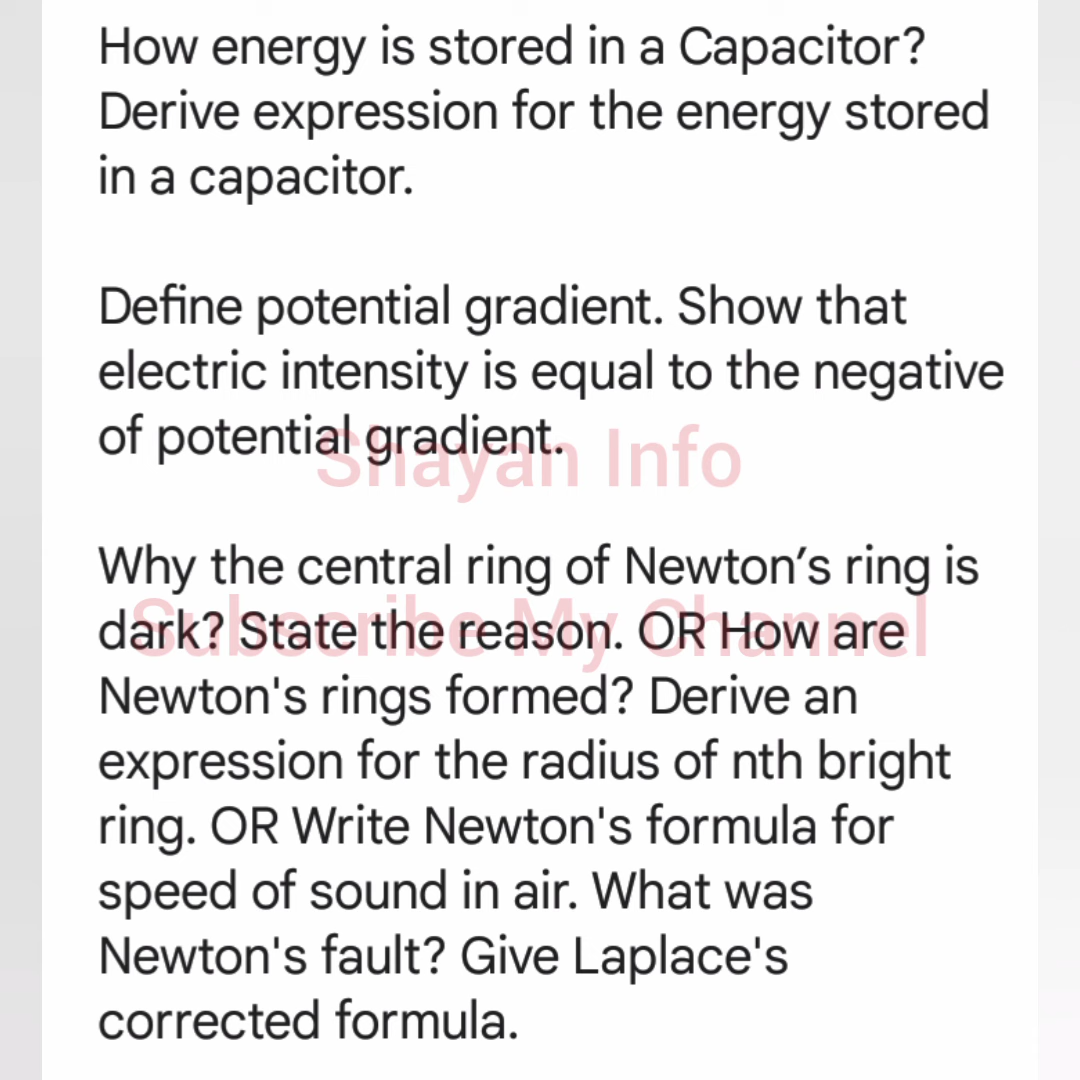 How energy is stored in a Capacitor?
Derive expression for the energy stored
in a capacitor.
Define potential gradient. Show that
electric intensity is equal to the negative
of potential gradient.
Shayan Info
Why the central ring of Newton’s ring is
dark? State the reason. OR How are
Subscribe My Channel
Newton's rings formed? Derive an
expression for the radius of nth bright
ring. OR Write Newton's formula for
speed of sound in air. What was
Newton's fault? Give Laplace's
corrected formula.